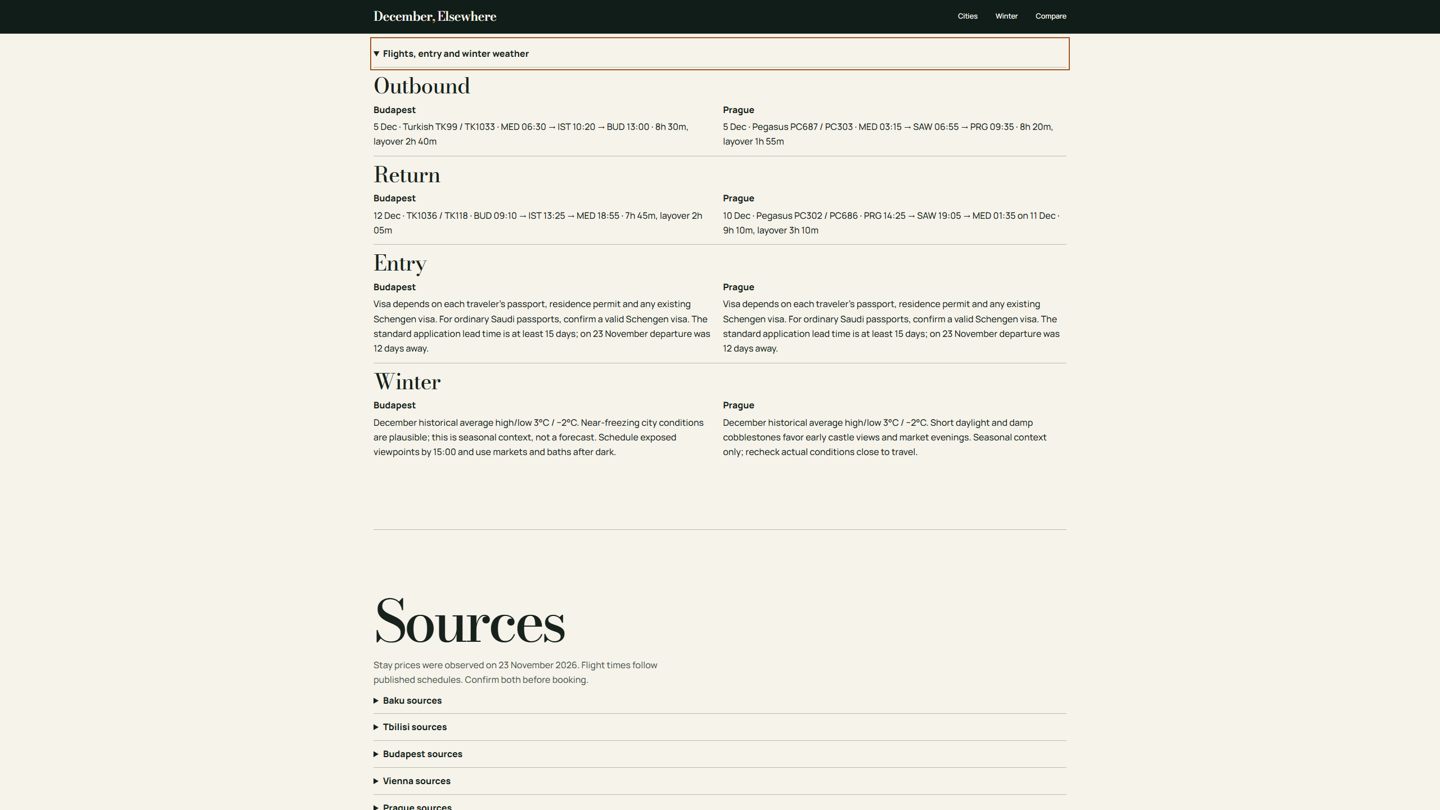 December, Elsewhere
Cities Winter Compare
Flights, entry and winter weather
Outbound
Budapest
5 Dec · Turkish TK99 / TK1033 · MED 06:30 → IST 10:20 → BUD 13:00 · 8h 30m,
layover 2h 40m
Prague
5 Dec · Pegasus PC687 / PC303 · MED 03:15 → SAW 06:55 → PRG 09:35 · 8h 20m,
layover 1h 55m
Return
Budapest
12 Dec · TK1036 / TK118 · BUD 09:10 → IST 13:25 → MED 18:55 · 7h 45m, layover 2h
05m
Prague
10 Dec · Pegasus PC302 / PC686 · PRG 14:25 → SAW 19:05 → MED 01:35 on 11 Dec ·
9h 10m, layover 3h 10m
Entry
Budapest
Visa depends on each traveler's passport, residence permit and any existing
Schengen visa. For ordinary Saudi passports, confirm a valid Schengen visa. The
standard application lead time is at least 15 days; on 23 November departure was
12 days away.
Prague
Visa depends on each traveler's passport, residence permit and any existing
Schengen visa. For ordinary Saudi passports, confirm a valid Schengen visa. The
standard application lead time is at least 15 days; on 23 November departure was
12 days away.
Winter
Budapest
December historical average high/low 3°C / −2°C. Near-freezing city conditions
are plausible; this is seasonal context, not a forecast. Schedule exposed
viewpoints by 15:00 and use markets and baths after dark.
Prague
December historical average high/low 3°C / −2°C. Short daylight and damp
cobblestones favor early castle views and market evenings. Seasonal context
only; recheck actual conditions close to travel.
Sources
Stay prices were observed on 23 November 2026. Flight times follow
published schedules. Confirm both before booking.
Baku sources
Tbilisi sources
Budapest sources
Vienna sources
Prague sources